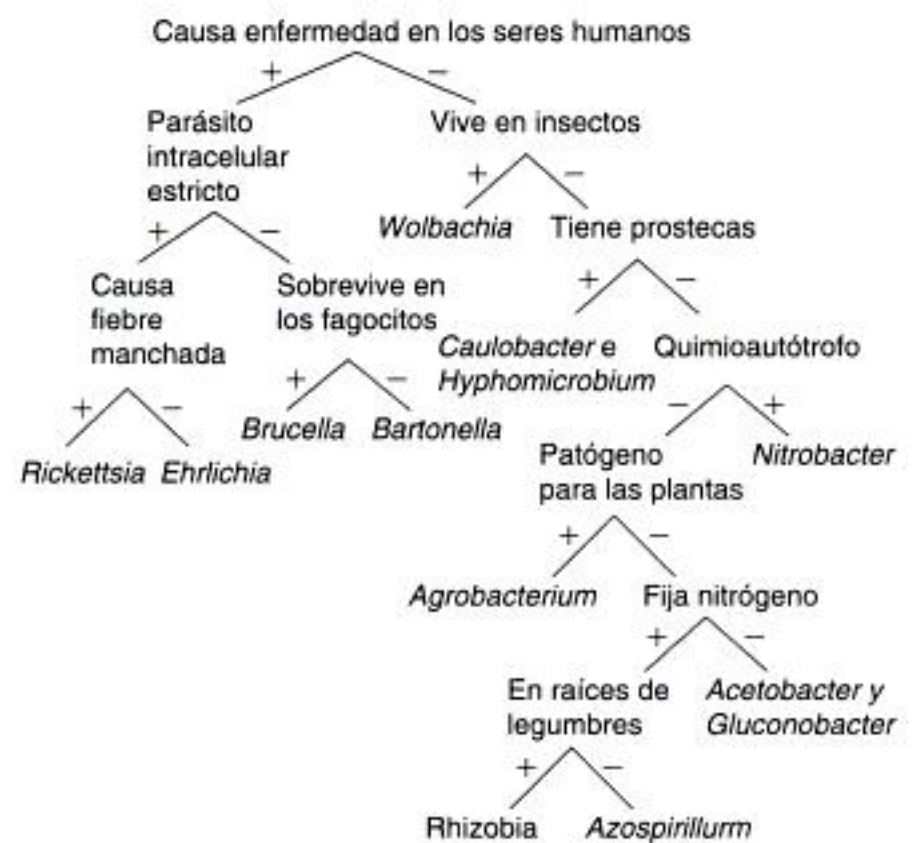 Causa enfermedad en los seres humanos
+ −
Parásito
intracelular
estricto
Vive en insectos
+ −
+ −
Wolbachia Tiene prostecas
Causa
fiebre
manchada
Sobrevive en
los fagocitos
+ −
Caulobacter e
Hyphomicrobium
Quimioautótrofo
+ −
+ −
− +
Rickettsia Ehrlichia
Brucella Bartonella
Patógeno
para las plantas
Nitrobacter
+ −
Agrobacterium Fija nitrógeno
+ −
En raíces de
legumbres
Acetobacter y
Gluconobacter
+ −
Rhizobia Azospirillurm